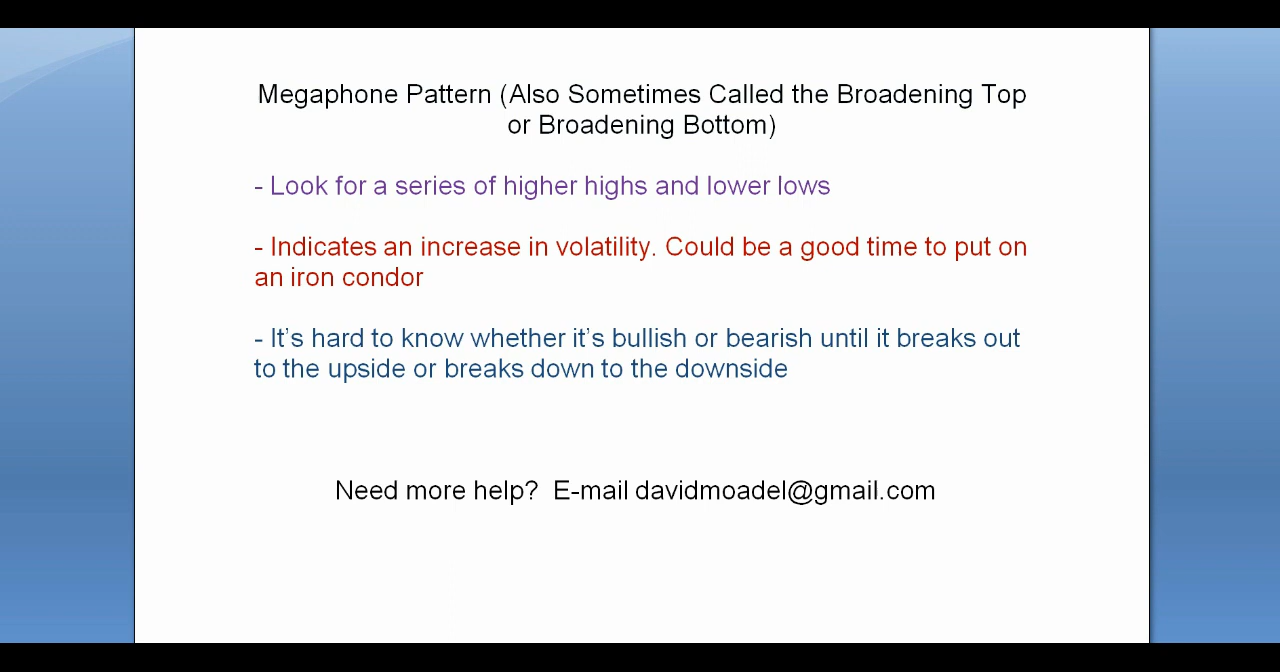 Megaphone Pattern (Also Sometimes Called the Broadening Top
or Broadening Bottom)
- Look for a series of higher highs and lower lows
- Indicates an increase in volatility. Could be a good time to put on
an iron condor
- It’s hard to know whether it’s bullish or bearish until it breaks out
to the upside or breaks down to the downside
Need more help?  E-mail davidmoadel@gmail.com